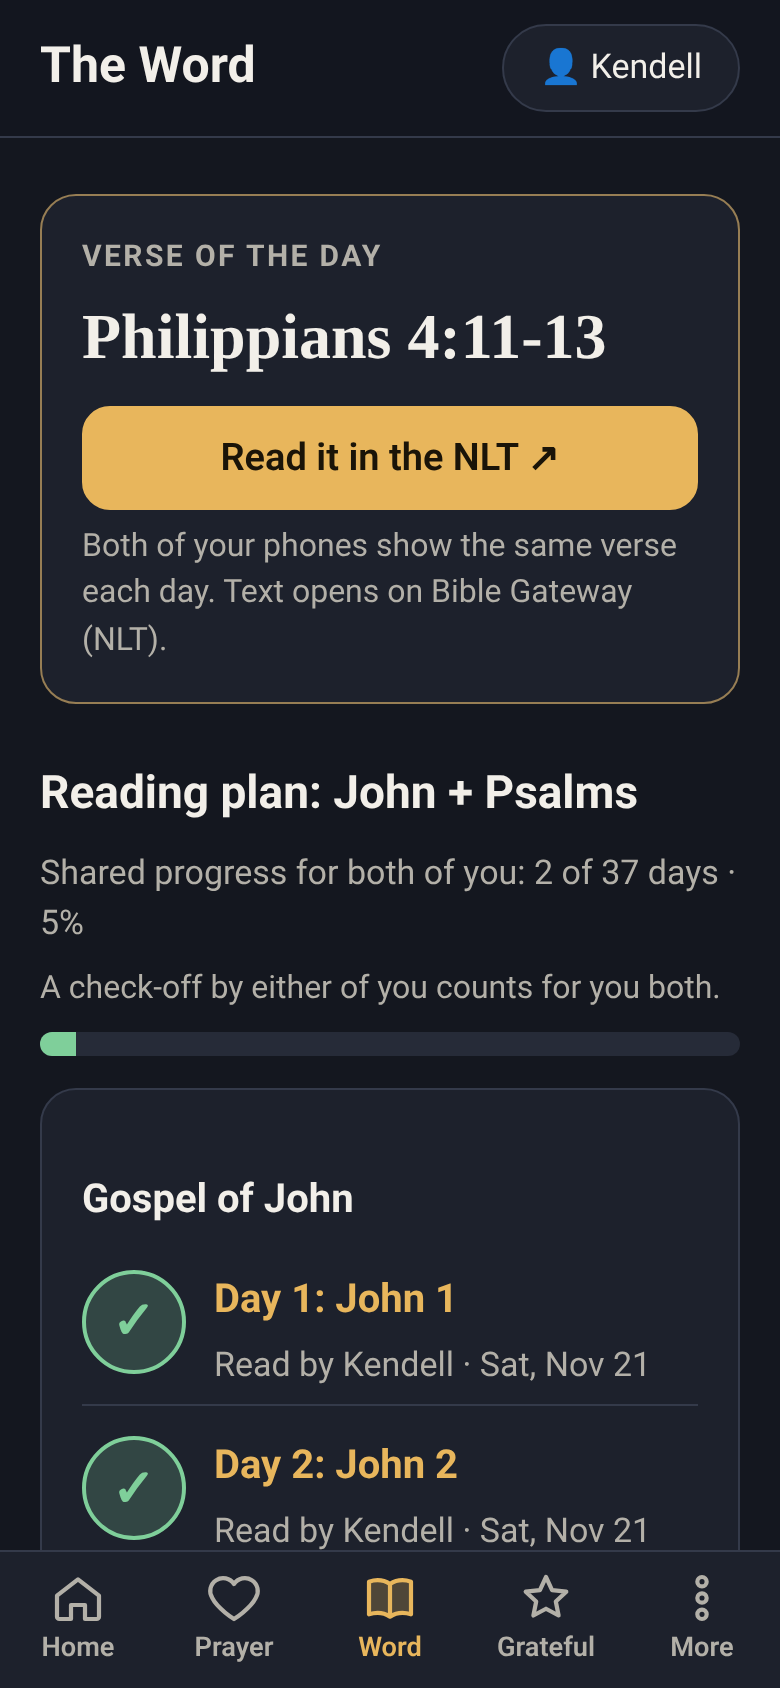 The Word
👤 Kendell
VERSE OF THE DAY
Philippians 4:11-13
Read it in the NLT ↗
Both of your phones show the same verse
each day. Text opens on Bible Gateway
(NLT).
Reading plan: John + Psalms
Shared progress for both of you: 2 of 37 days ·
5%
A check-off by either of you counts for you both.
Gospel of John
✓
Day 1: John 1
Read by Kendell · Sat, Nov 21
✓
Day 2: John 2
Read by Kendell · Sat, Nov 21
Home
Prayer
Word
Grateful
More